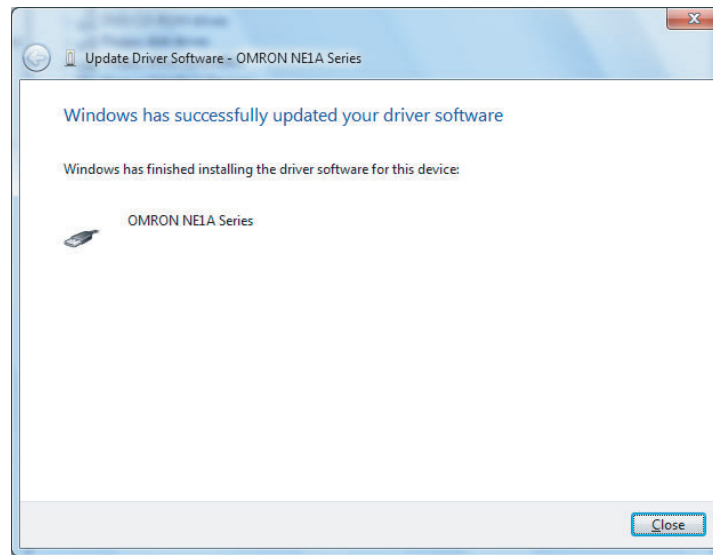 Update Driver Software - OMRON NE1A Series
Windows has successfully updated your driver software
Windows has finished installing the driver software for this device:
OMRON NE1A Series
Close